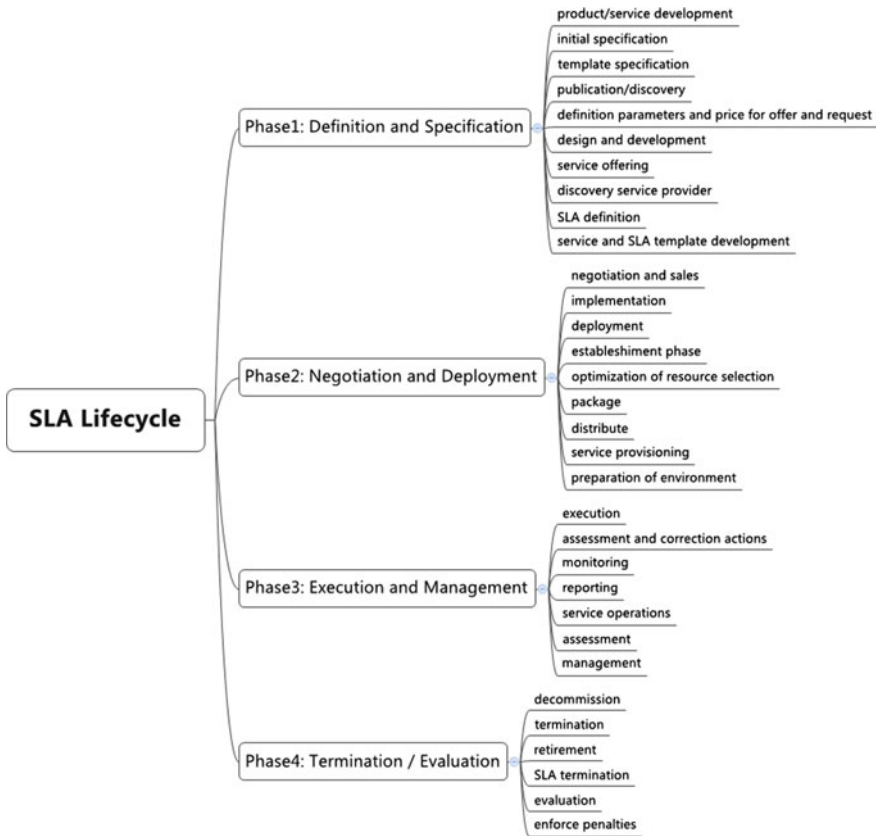 SLA Lifecycle
Phase1: Definition and Specification
product/service development
initial specification
template specification
publication/discovery
definition parameters and price for offer and request
design and development
service offering
discovery service provider
SLA definition
service and SLA template development
Phase2: Negotiation and Deployment
negotiation and sales
implementation
deployment
estableshiment phase
optimization of resource selection
package
distribute
service provisioning
preparation of environment
Phase3: Execution and Management
execution
assessment and correction actions
monitoring
reporting
service operations
assessment
management
Phase4: Termination / Evaluation
decommission
termination
retirement
SLA termination
evaluation
enforce penalties